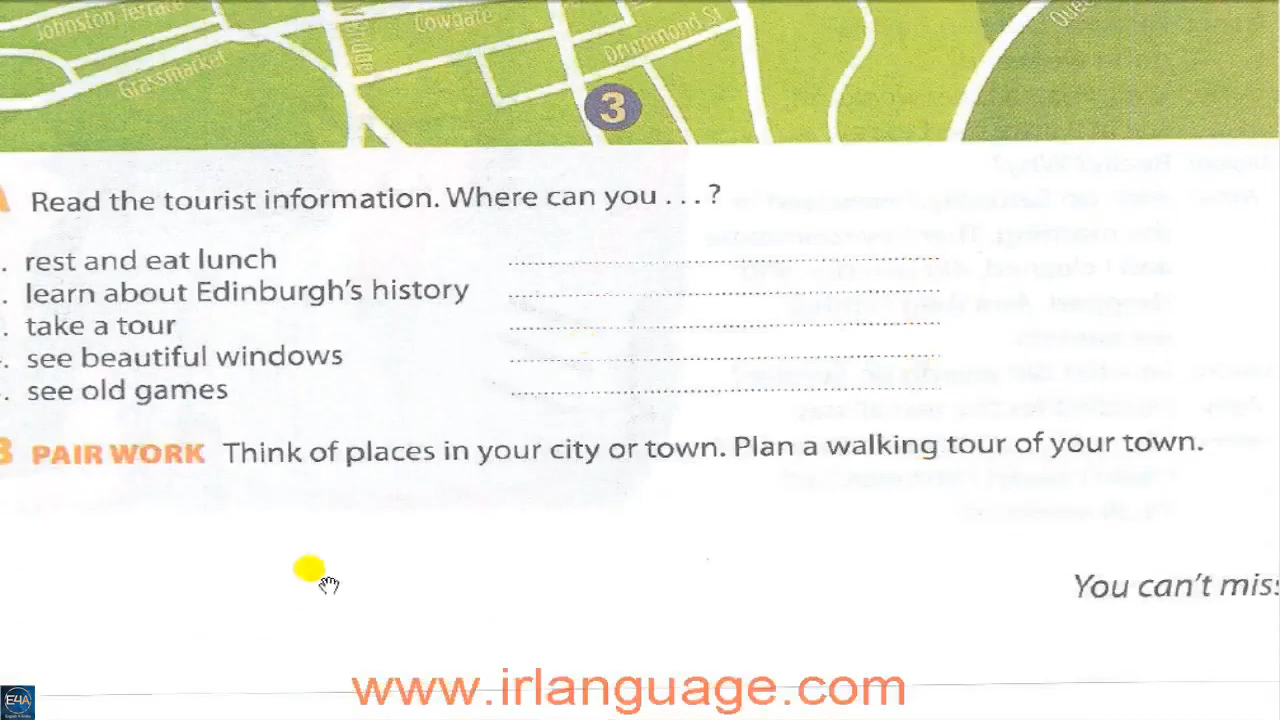 Johnston Terrace
Cowgate
Drummond St
Grassmarket
3
Read the tourist information. Where can you . . . ?
. rest and eat lunch
. learn about Edinburgh's history
. take a tour
. see beautiful windows
. see old games
PAIR WORK Think of places in your city or town. Plan a walking tour of your town.
You can't mis
www.irlanguage.com
E4A